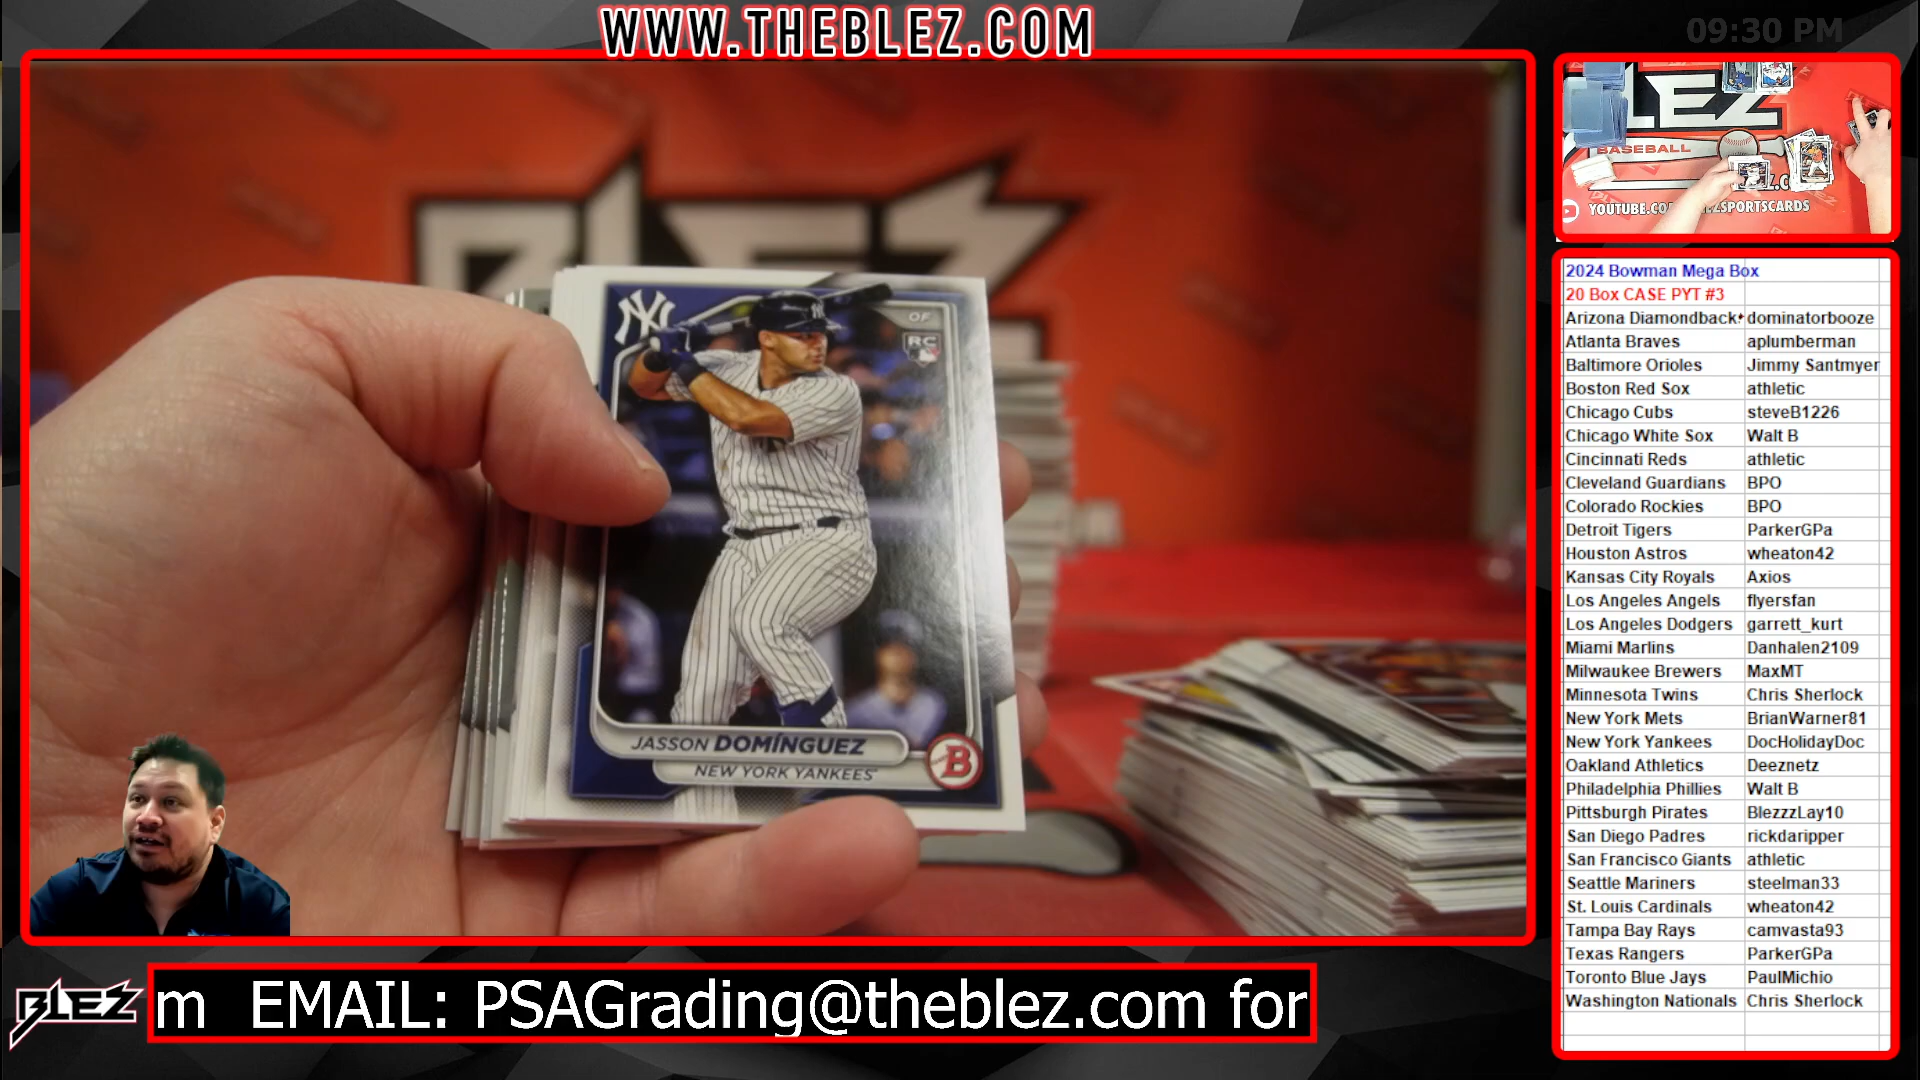 WWW.THEBLEZ.COM
09:30 PM
BLEZ
NY
OF
RC
JASSON DOMÍNGUEZ
NEW YORK YANKEES
B
BASEBALL
2024 Bowman Mega Box
20 Box CASE PYT #3
Arizona Diamondback dominatorbooze
Atlanta Braves aplumberman
Baltimore Orioles Jimmy Santmyer
Boston Red Sox athletic
Chicago Cubs steveB1226
Chicago White Sox Walt B
Cincinnati Reds athletic
Cleveland Guardians BPO
Colorado Rockies BPO
Detroit Tigers ParkerGPa
Houston Astros wheaton42
Kansas City Royals Axios
Los Angeles Angels flyersfan
Los Angeles Dodgers garrett_kurt
Miami Marlins Danhalen2109
Milwaukee Brewers MaxMT
Minnesota Twins Chris Sherlock
New York Mets BrianWarner81
New York Yankees DocHolidayDoc
Oakland Athletics Deeznetz
Philadelphia Phillies Walt B
Pittsburgh Pirates BlezzzLay10
San Diego Padres rickdaripper
San Francisco Giants athletic
Seattle Mariners steelman33
St. Louis Cardinals wheaton42
Tampa Bay Rays camvasta93
Texas Rangers ParkerGPa
Toronto Blue Jays PaulMichio
Washington Nationals Chris Sherlock
BLEZ
m EMAIL: PSAGrading@theblez.com for